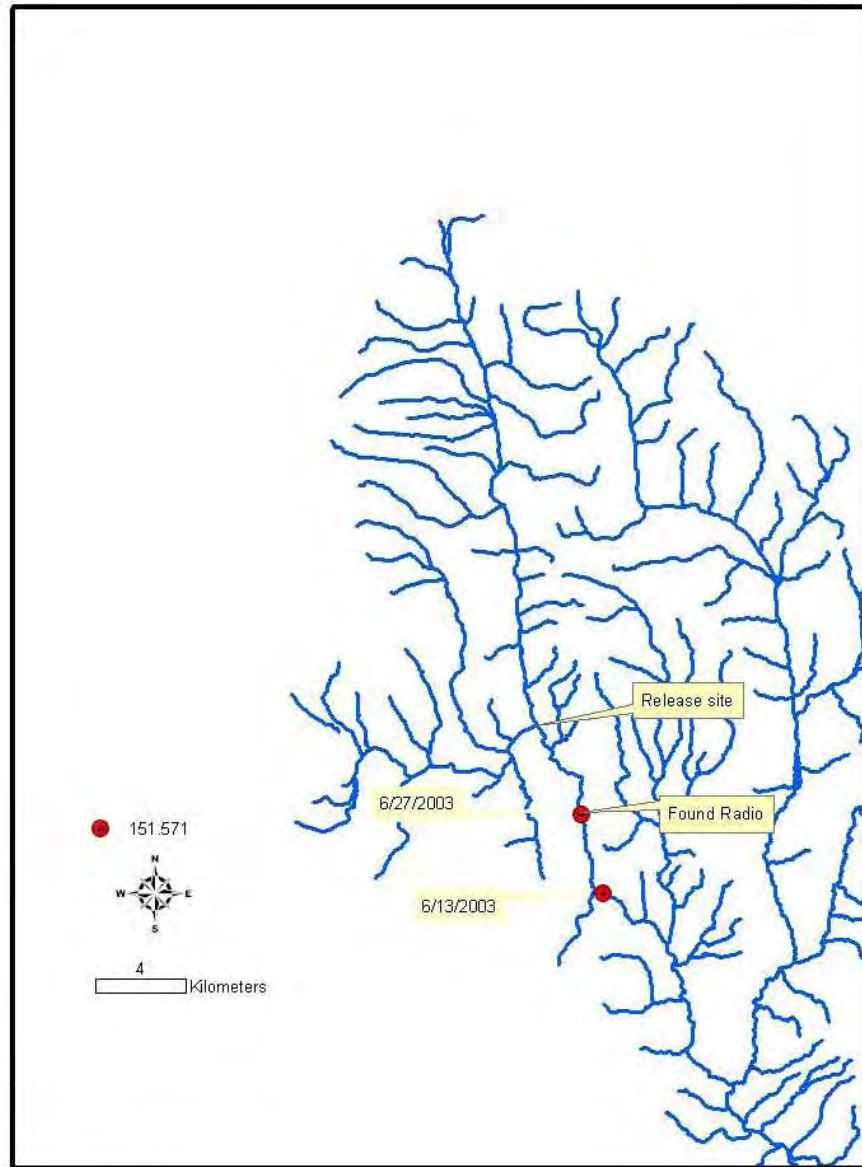 Release site
6/27/2003
Found Radio
151.571
N
W E
S
6/13/2003
4
Kilometers